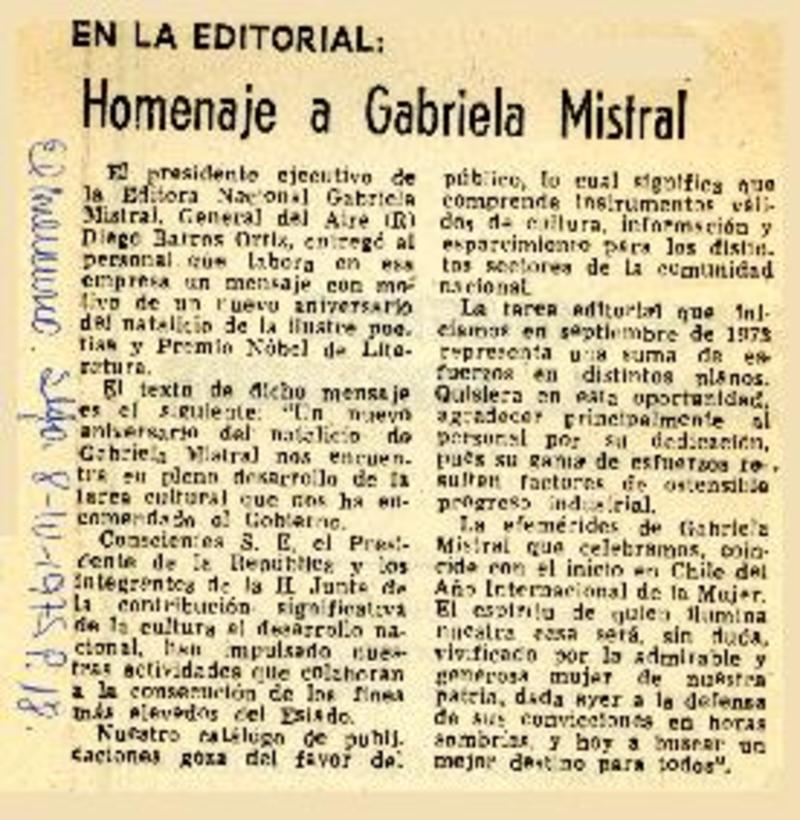 EN LA EDITORIAL:
Homenaje a Gabriela Mistral
El presidente ejecutivo de
la Editora Nacional Gabriela
Mistral, General del Aire (R)
Diego Barros Ortiz, entregó al
personal que labora en esa
empresa un mensaje con mo-
tivo de un nuevo aniversario
del natalicio de la ilustre poe-
tisa y Premio Nóbel de Lite-
ratura.
El texto de dicho mensaje
es el siguiente: "Un nuevo
aniversario del natalicio de
Gabriela Mistral nos encuen-
tra en pleno desarrollo de la
tarea cultural que nos ha en-
comendado el Gobierno.
Conscientes S. E. el Presi-
dente de la República y los
integrantes de la H. Junta de
la contribución significativa
de la cultura al desarrollo na-
cional, han impulsado nues-
tras actividades que colaboran
a la consecución de los fines
más elevados del Estado.
Nuestro catálogo de publi-
caciones goza del favor del
público, lo cual significa que
comprende instrumentos váli-
dos de cultura, información y
esparcimiento para los distin-
tos sectores de la comunidad
nacional.
La tarea editorial que ini-
ciamos en septiembre de 1973
representa una suma de es-
fuerzos en distintos planos.
Quisiera en esta oportunidad,
agradecer principalmente al
personal por su dedicación,
pues su gama de esfuerzos re-
sultan factores de ostensible
progreso industrial.
La efemérides de Gabriela
Mistral que celebramos, coin-
cide con el inicio en Chile del
Año Internacional de la Mujer.
El espíritu de quien ilumina
nuestra casa será, sin duda,
vivificado por la admirable y
generosa mujer de nuestra
patria, dada ayer a la defensa
de sus convicciones en horas
sombrías, y hoy a buscar un
mejor destino para todos".
Stgo. 8-IV-1975 P. 18.